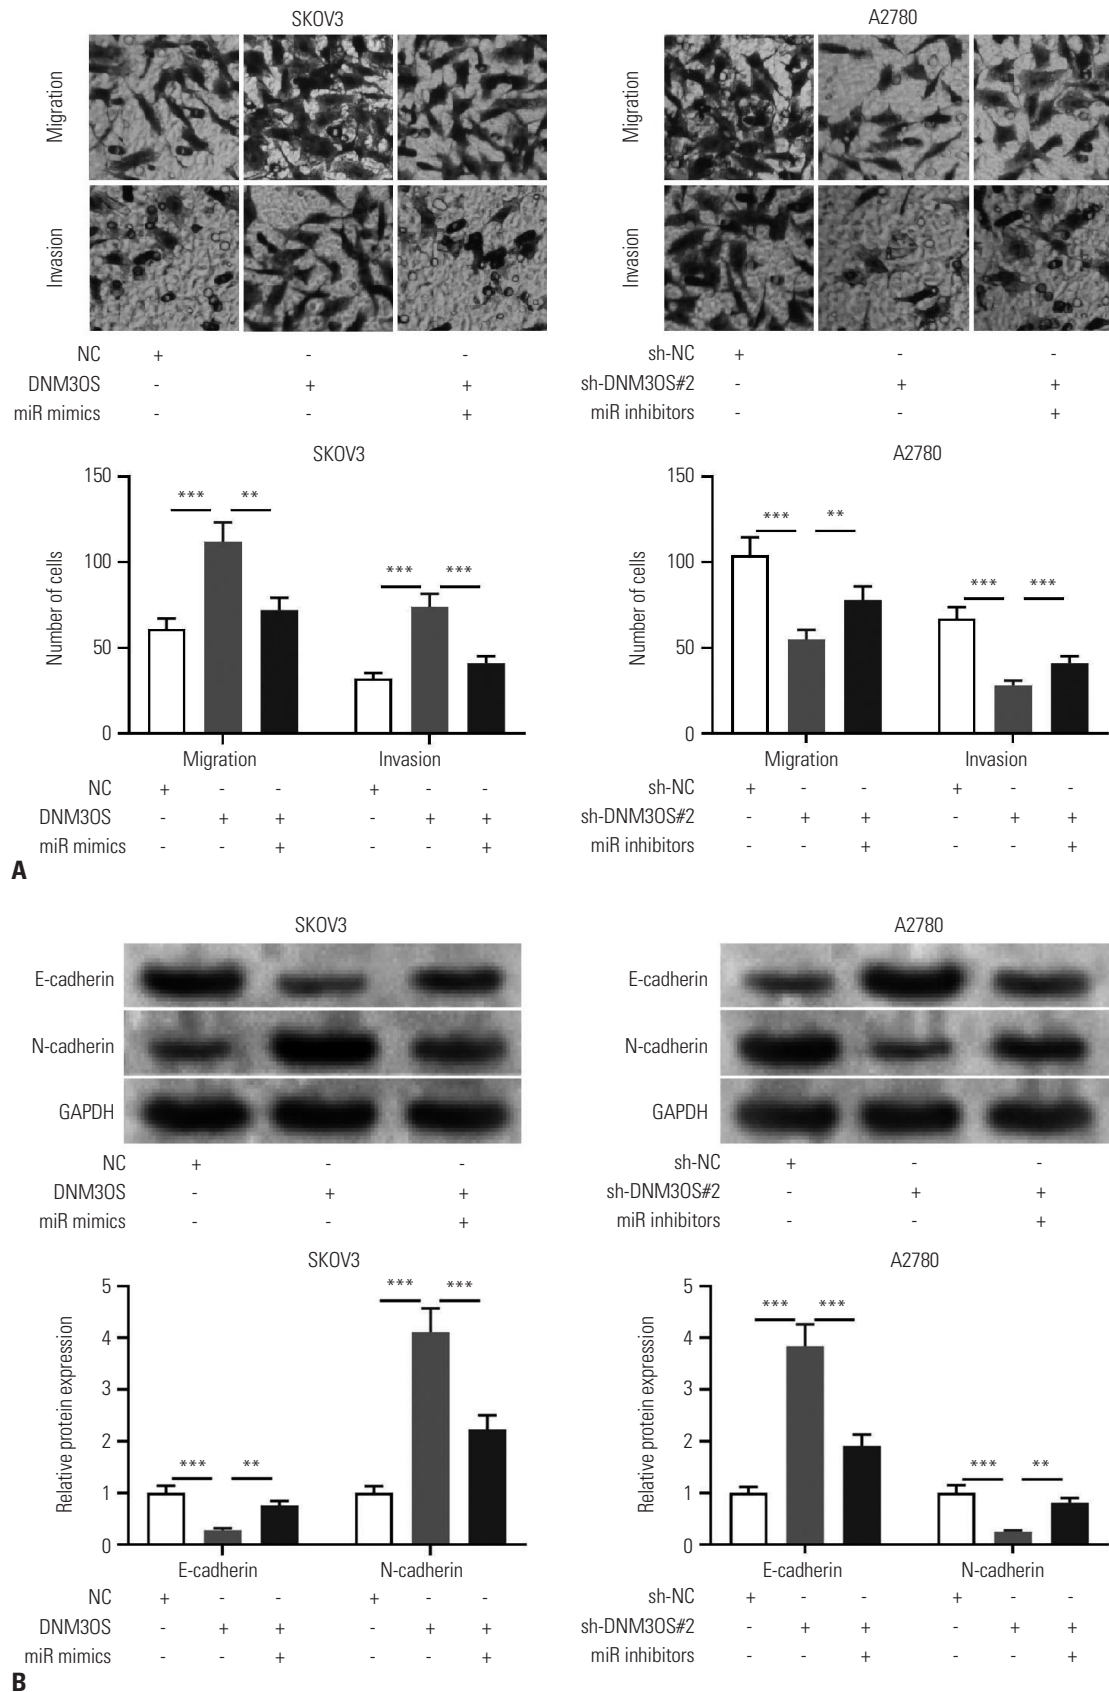 SKOV3 A2780
Migration Migration
Invasion Invasion
NC + - - sh-NC + - -
DNM3OS - + + sh-DNM3OS#2 - + +
miR mimics - - + miR inhibitors - - +
SKOV3 A2780
Number of cells Number of cells
150 150
*** ** *** **
100 100
*** *** *** ***
50 50
0 0
Migration Invasion Migration Invasion
NC + - - + - - sh-NC + - - + - -
DNM3OS - + + - + + sh-DNM3OS#2 - + + - + +
miR mimics - - + - - + miR inhibitors - - + - - +
A
SKOV3 A2780
E-cadherin E-cadherin
N-cadherin N-cadherin
GAPDH GAPDH
NC + - - sh-NC + - -
DNM3OS - + + sh-DNM3OS#2 - + +
miR mimics - - + miR inhibitors - - +
SKOV3 A2780
Relative protein expression Relative protein expression
5 *** *** 5
*** ***
4 4
3 3
2 2
*** ** *** **
1 1
0 0
E-cadherin N-cadherin E-cadherin N-cadherin
NC + - - + - - sh-NC + - - + - -
DNM3OS - + + - + + sh-DNM3OS#2 - + + - + +
miR mimics - - + - - + miR inhibitors - - + - - +
B